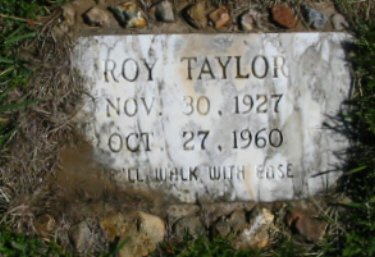 ROY TAYLOR
NOV. 30, 1927
OCT. 27, 1960
WALK WITH EASE